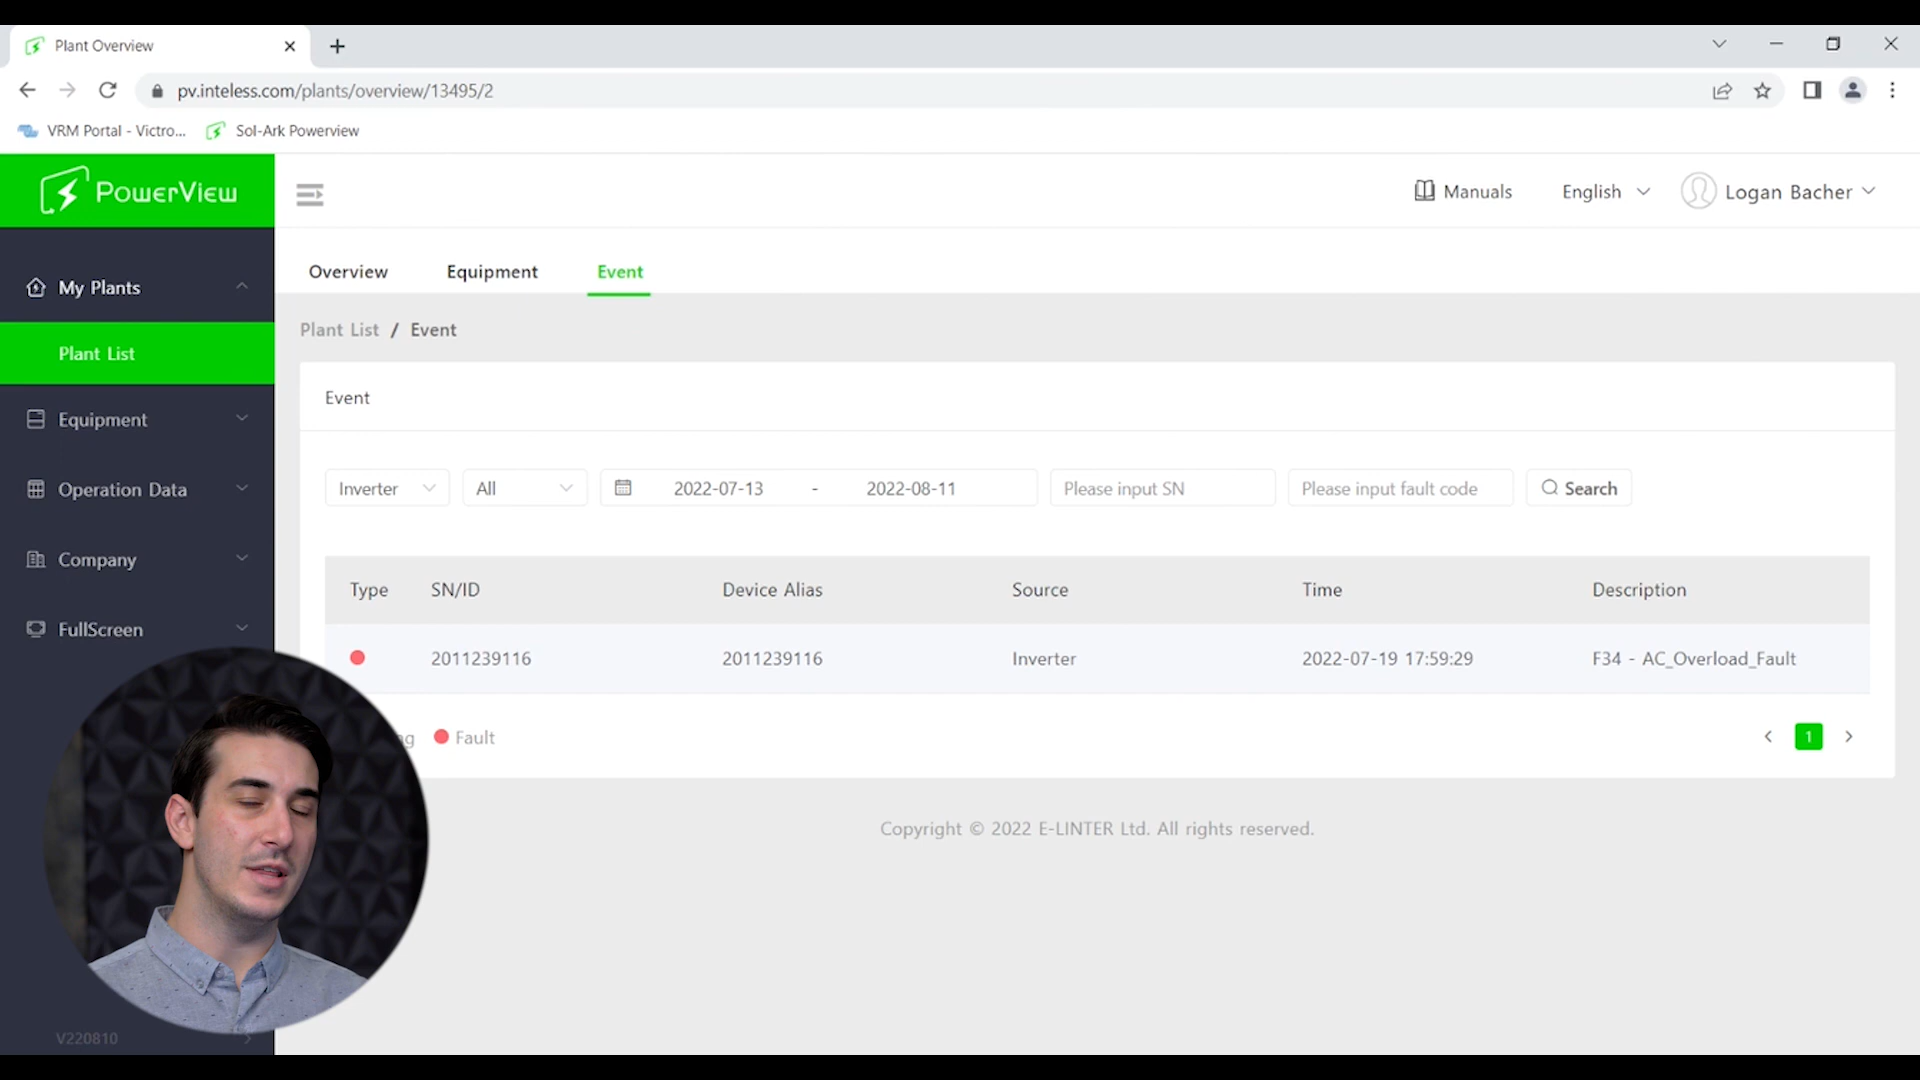 Plant Overview
pv.inteless.com/plants/overview/13495/2
VRM Portal - Victro... Sol-Ark Powerview
PowerView
Manuals English Logan Bacher
My Plants
Plant List
Equipment
Operation Data
Company
FullScreen
V220810
Overview Equipment Event
Plant List / Event
Event
Inverter All 2022-07-13 - 2022-08-11 Please input SN Please input fault code Search
Type SN/ID Device Alias Source Time Description
2011239116 2011239116 Inverter 2022-07-19 17:59:29 F34 - AC_Overload_Fault
Fault
1
Copyright © 2022 E-LINTER Ltd. All rights reserved.